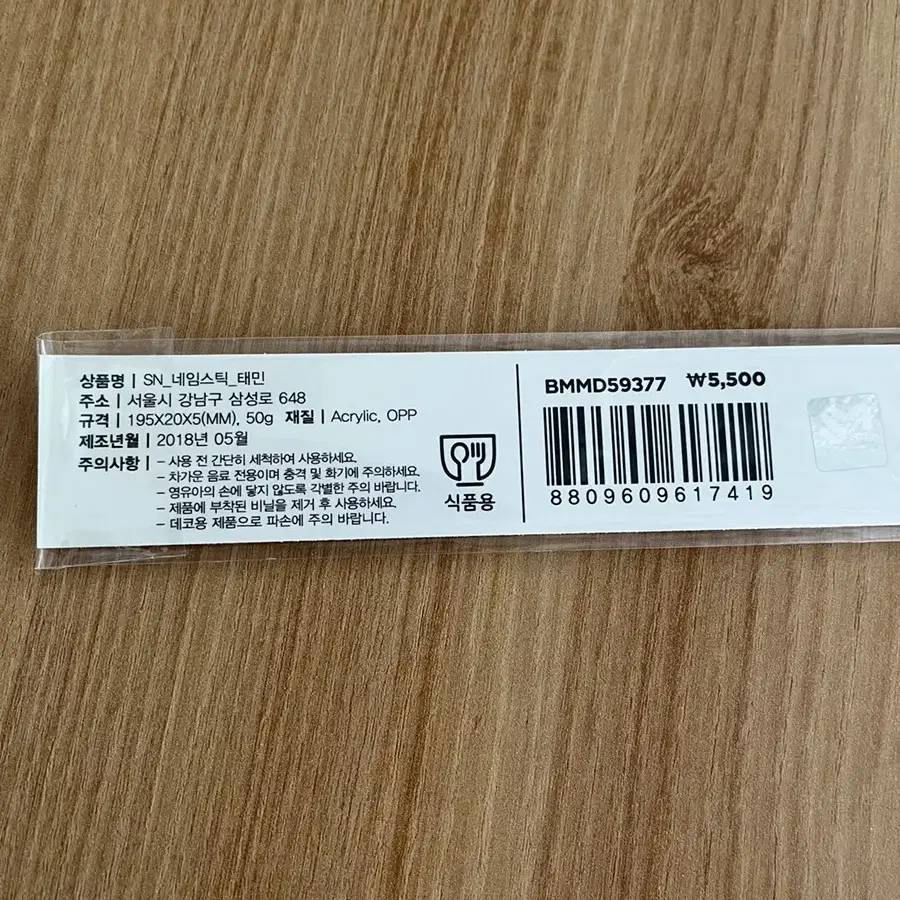 상품명 | SN_네임스틱_태민
주소 | 서울시 강남구 삼성로 648
규격 | 195X20X5(MM), 50g 재질 | Acrylic, OPP
제조년월 | 2018년 05월
주의사항 | - 사용 전 간단히 세척하여 사용하세요.
- 차가운 음료 전용이며 충격 및 화기에 주의하세요.
- 영유아의 손에 닿지 않도록 각별한 주의 바랍니다.
- 제품에 부착된 비닐을 제거 후 사용하세요.
- 데코용 제품으로 파손에 주의 바랍니다.
식품용
BMMD59377 ₩5,500
8809609617419